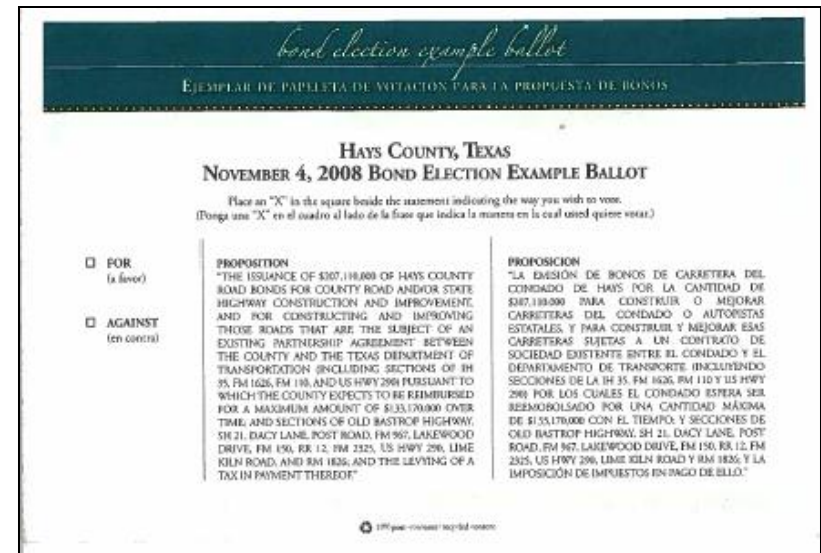 bond election example ballot
EJEMPLAR DE PAPELETA DE VOTACION PARA LA PROPUESTA DE BONOS
HAYS COUNTY, TEXAS
NOVEMBER 4, 2008 BOND ELECTION EXAMPLE BALLOT
Place an "X" in the square beside the statement indicating the way you wish to vote.
(Ponga una "X" en el cuadro al lado de la frase que indica la manera en la cual usted quiere votar.)
FOR
(a favor)
AGAINST
(en contra)
PROPOSITION
"THE ISSUANCE OF $207,110,000 OF HAYS COUNTY
ROAD BONDS FOR COUNTY ROAD AND/OR STATE
HIGHWAY CONSTRUCTION AND IMPROVEMENT,
AND FOR CONSTRUCTING AND IMPROVING
THOSE ROADS THAT ARE THE SUBJECT OF AN
EXISTING PARTNERSHIP AGREEMENT BETWEEN
THE COUNTY AND THE TEXAS DEPARTMENT OF
TRANSPORTATION (INCLUDING SECTIONS OF IH
35, FM 1626, FM 110, AND US HWY 290) PURSUANT TO
WHICH THE COUNTY EXPECTS TO BE REIMBURSED
FOR A MAXIMUM AMOUNT OF $133,170,000 OVER
TIME; AND SECTIONS OF OLD BASTROP HIGHWAY,
SH 21, DACY LANE, POST ROAD, FM 967, LAKEWOOD
DRIVE, FM 150, RR 12, FM 2325, US HWY 290, LIME
KILN ROAD, AND RM 1826; AND THE LEVYING OF A
TAX IN PAYMENT THEREOF."
PROPOSICION
"LA EMISIÓN DE BONOS DE CARRETERA DEL
CONDADO DE HAYS POR LA CANTIDAD DE
$207,110,000 PARA CONSTRUIR O MEJORAR
CARRETERAS DEL CONDADO O AUTOPISTAS
ESTATALES, Y PARA CONSTRUIR Y MEJORAR ESAS
CARRETERAS SUJETAS A UN CONTRATO DE
SOCIEDAD EXISTENTE ENTRE EL CONDADO Y EL
DEPARTAMENTO DE TRANSPORTE (INCLUYENDO
SECCIONES DE LA IH 35, FM 1626, FM 110 Y US HWY
290) POR LOS CUALES EL CONDADO ESPERA SER
REEMOBOLSADO POR UNA CANTIDAD MÁXIMA
DE $133,170,000 CON EL TIEMPO; Y SECCIONES DE
OLD BASTROP HIGHWAY, SH 21, DACY LANE, POST
ROAD, FM 967, LAKEWOOD DRIVE, FM 150, RR 12, FM
2325, US HWY 290, LIME KILN ROAD Y RM 1826; Y LA
IMPOSICIÓN DE IMPUESTOS EN PAGO DE ELLO."
post-consumer recycled content